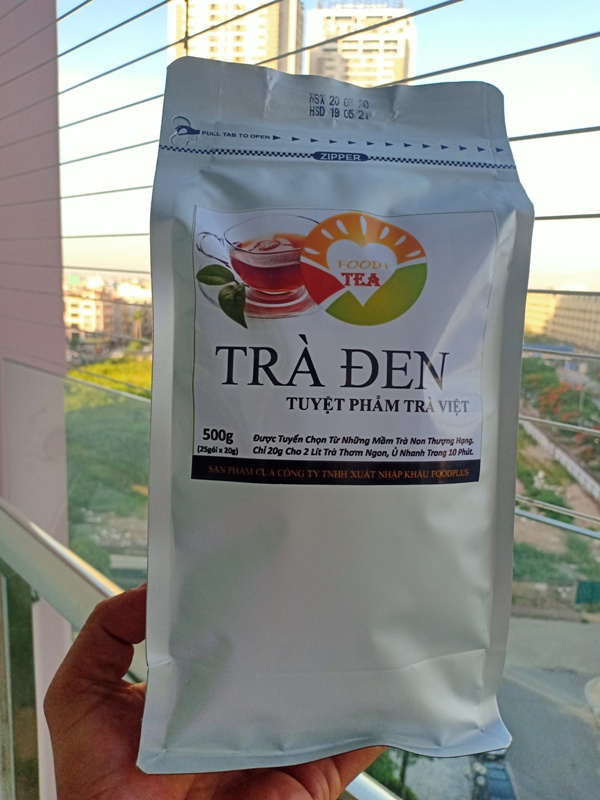 NSX 20 05 20
HSD 19 05 21
PULL TAB TO OPEN
ZIPPER
FOOD+
TEA
TRÀ ĐEN
TUYỆT PHẨM TRÀ VIỆT
500g
(25gói x 20g)
Được Tuyển Chọn Từ Những Mầm Trà Non Thượng Hạng.
Chỉ 20g Cho 2 Lít Trà Thơm Ngon, Ủ Nhanh Trong 10 Phút.
SẢN PHẨM CỦA CÔNG TY TNHH XUẤT NHẬP KHẨU FOODPLUS